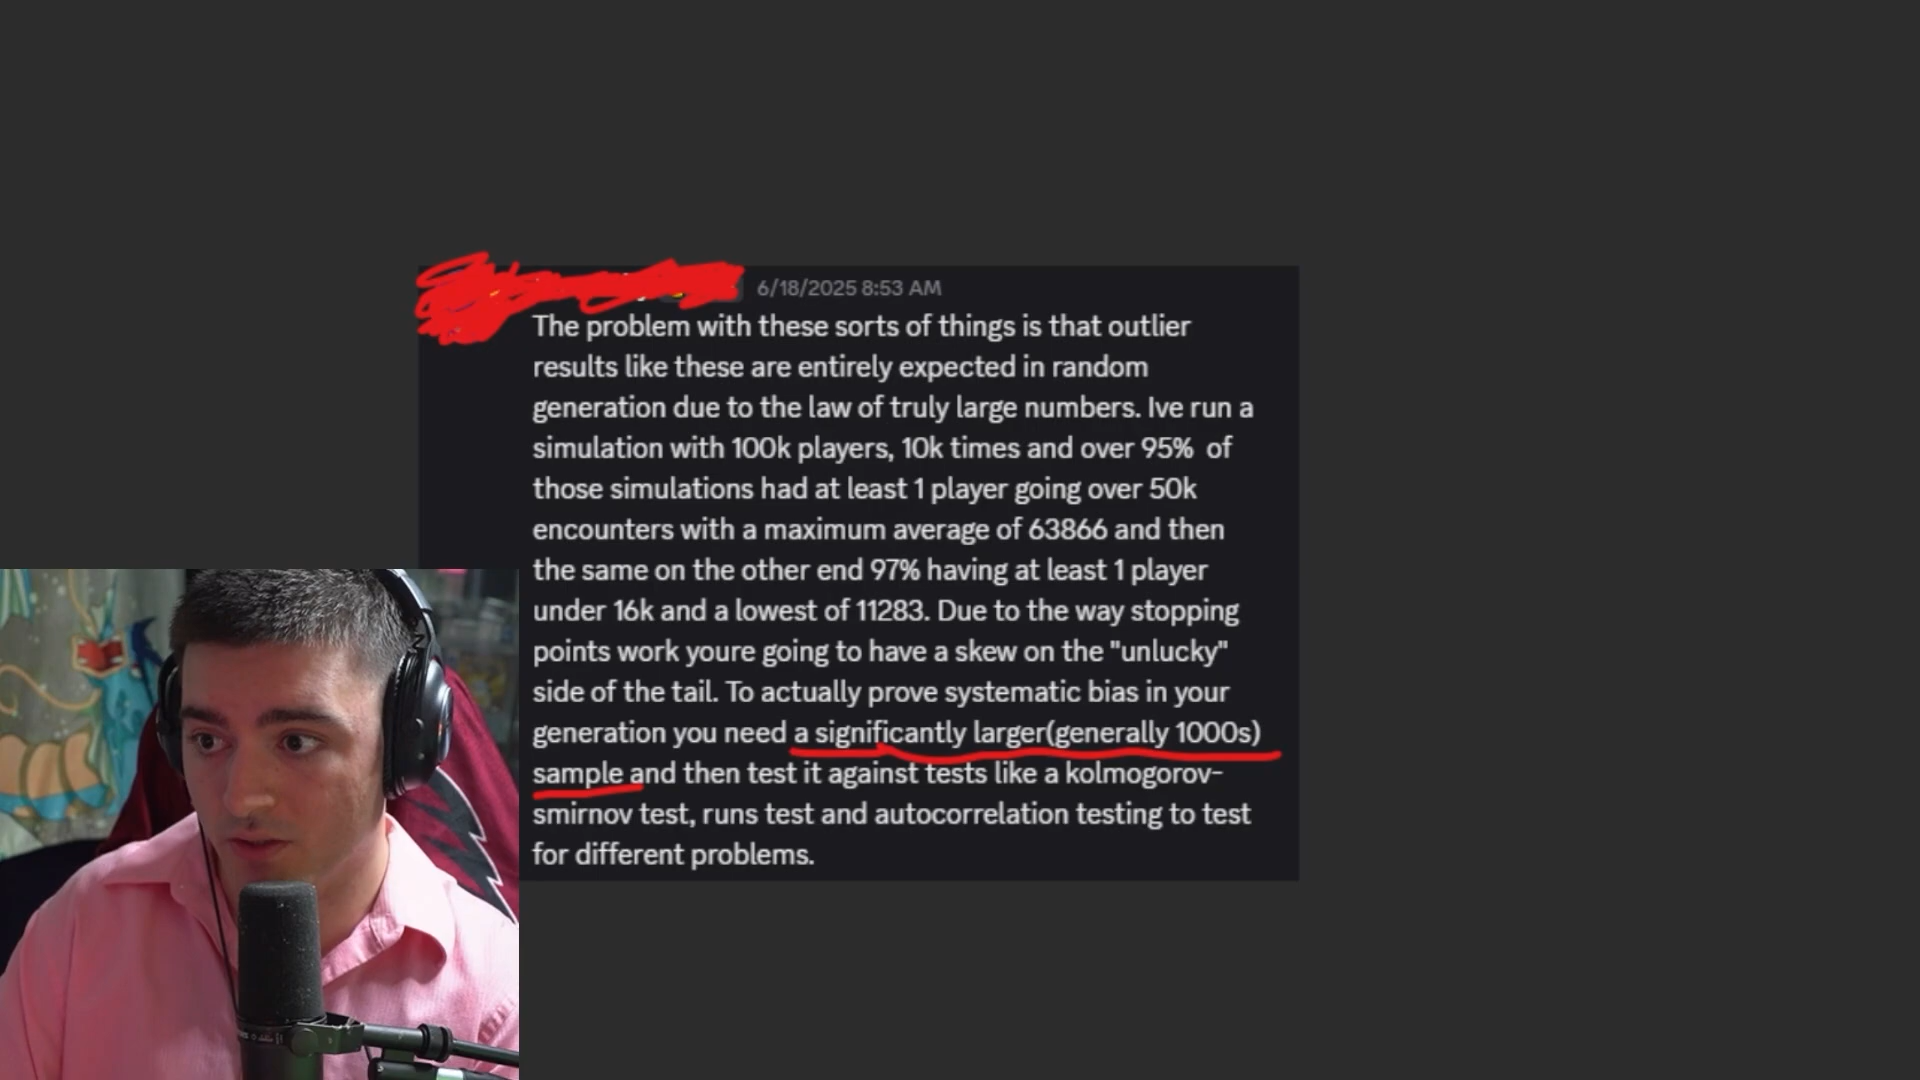 6/18/2025 8:53 AM
The problem with these sorts of things is that outlier
results like these are entirely expected in random
generation due to the law of truly large numbers. Ive run a
simulation with 100k players, 10k times and over 95% of
those simulations had at least 1 player going over 50k
encounters with a maximum average of 63866 and then
the same on the other end 97% having at least 1 player
under 16k and a lowest of 11283. Due to the way stopping
points work youre going to have a skew on the "unlucky"
side of the tail. To actually prove systematic bias in your
generation you need a significantly larger(generally 1000s)
sample and then test it against tests like a kolmogorov-
smirnov test, runs test and autocorrelation testing to test
for different problems.